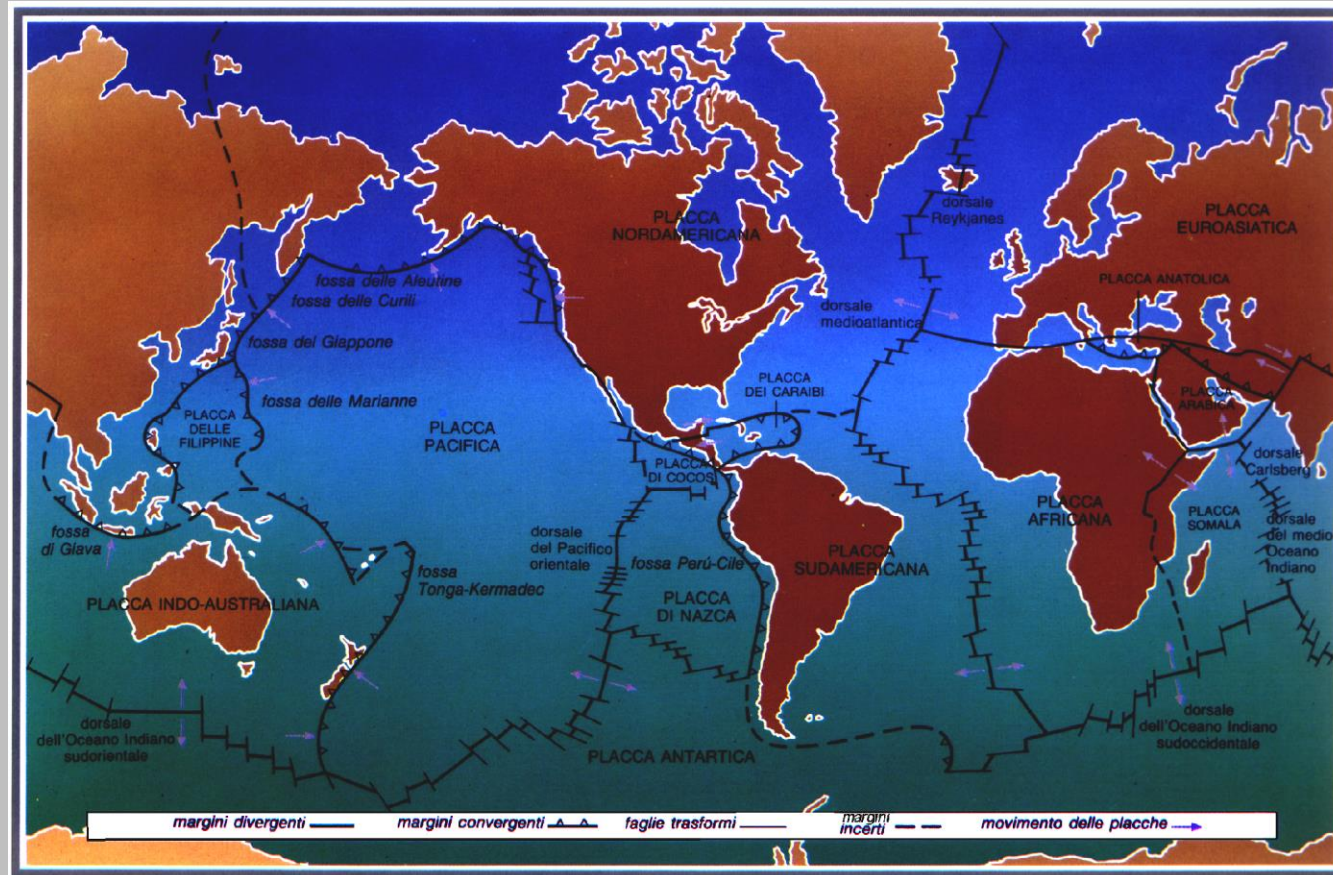 PLACCA
NORDAMERICANA
dorsale
Reykjanes
PLACCA
EUROASIATICA
PLACCA ANATOLICA
fossa delle Aleutine
fossa delle Curili
fossa del Giappone
dorsale
medioatlantica
fossa delle Marianne
PLACCA
DEI CARAIBI
PLACCA
ARABICA
PLACCA
DELLE
FILIPPINE
PLACCA
PACIFICA
PLACCA
DI COCOS
dorsale
Carlsberg
fossa
di Giava
dorsale
del Pacifico
orientale
fossa Perú-Cile
PLACCA
SUDAMERICANA
PLACCA
AFRICANA
PLACCA
SOMALA
dorsale
del medio
Oceano
Indiano
fossa
Tonga-Kermadec
PLACCA INDO-AUSTRALIANA
PLACCA
DI NAZCA
dorsale
dell'Oceano Indiano
sudorientale
PLACCA ANTARTICA
dorsale
dell'Oceano Indiano
sudoccidentale
margini divergenti
margini convergenti
faglie trasformi
margini
incerti
movimento delle placche